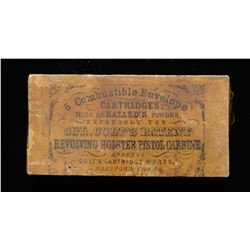 6 Combustible Envelope
CARTRIDGES,
MADE OF HAZARD'S POWDER
EXPRESSLY FOR
COL. COLT'S PATENT
REVOLVING HOLSTER PISTOL CARBINE
ADDRESS
COLT'S CARTRIDGE WORKS,
HARTFORD, CONN.